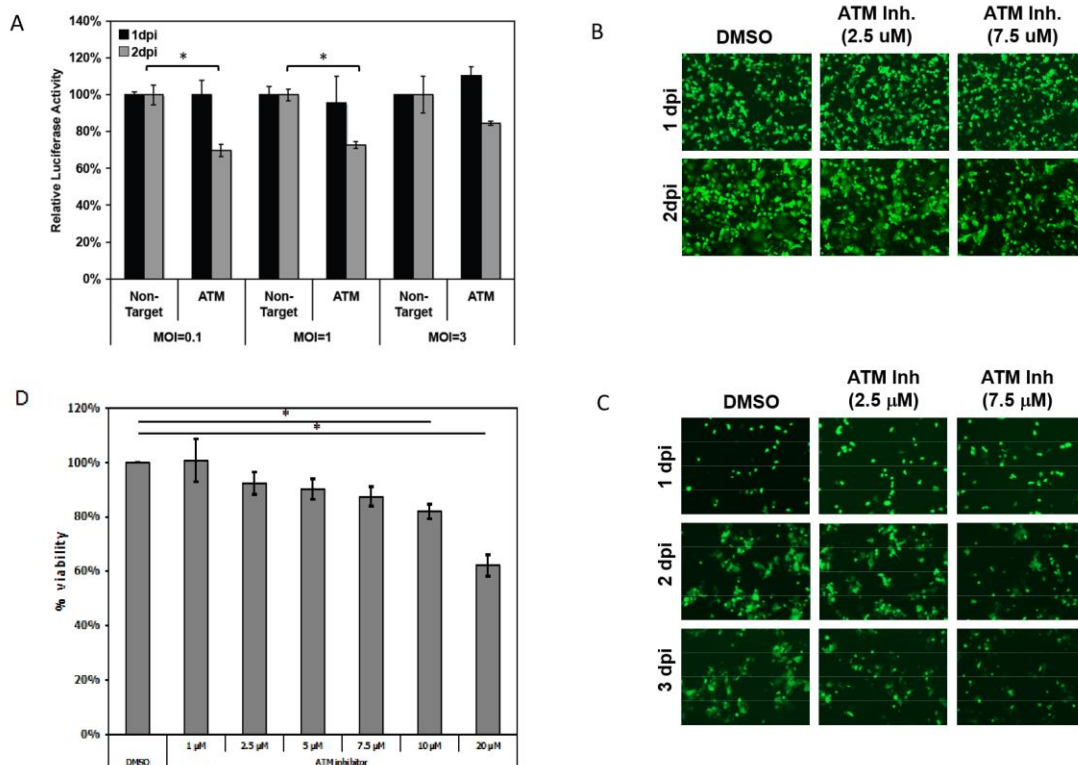 A
140%
120%
100%
80%
60%
40%
20%
0%
Relative Luciferase Activity
1dpi
2dpi
*
*
Non-Target
ATM
Non-Target
ATM
Non-Target
ATM
MOI=0.1
MOI=1
MOI=3
B
DMSO
ATM Inh.
(2.5 uM)
ATM Inh.
(7.5 uM)
1 dpi
2dpi
D
120%
100%
80%
60%
40%
20%
0%
% viability
*
*
DMSO
1 µM
2.5 µM
5 µM
7.5 µM
10 µM
20 µM
ATM inhibitor
C
DMSO
ATM Inh
(2.5 µM)
ATM Inh
(7.5 µM)
1 dpi
2 dpi
3 dpi